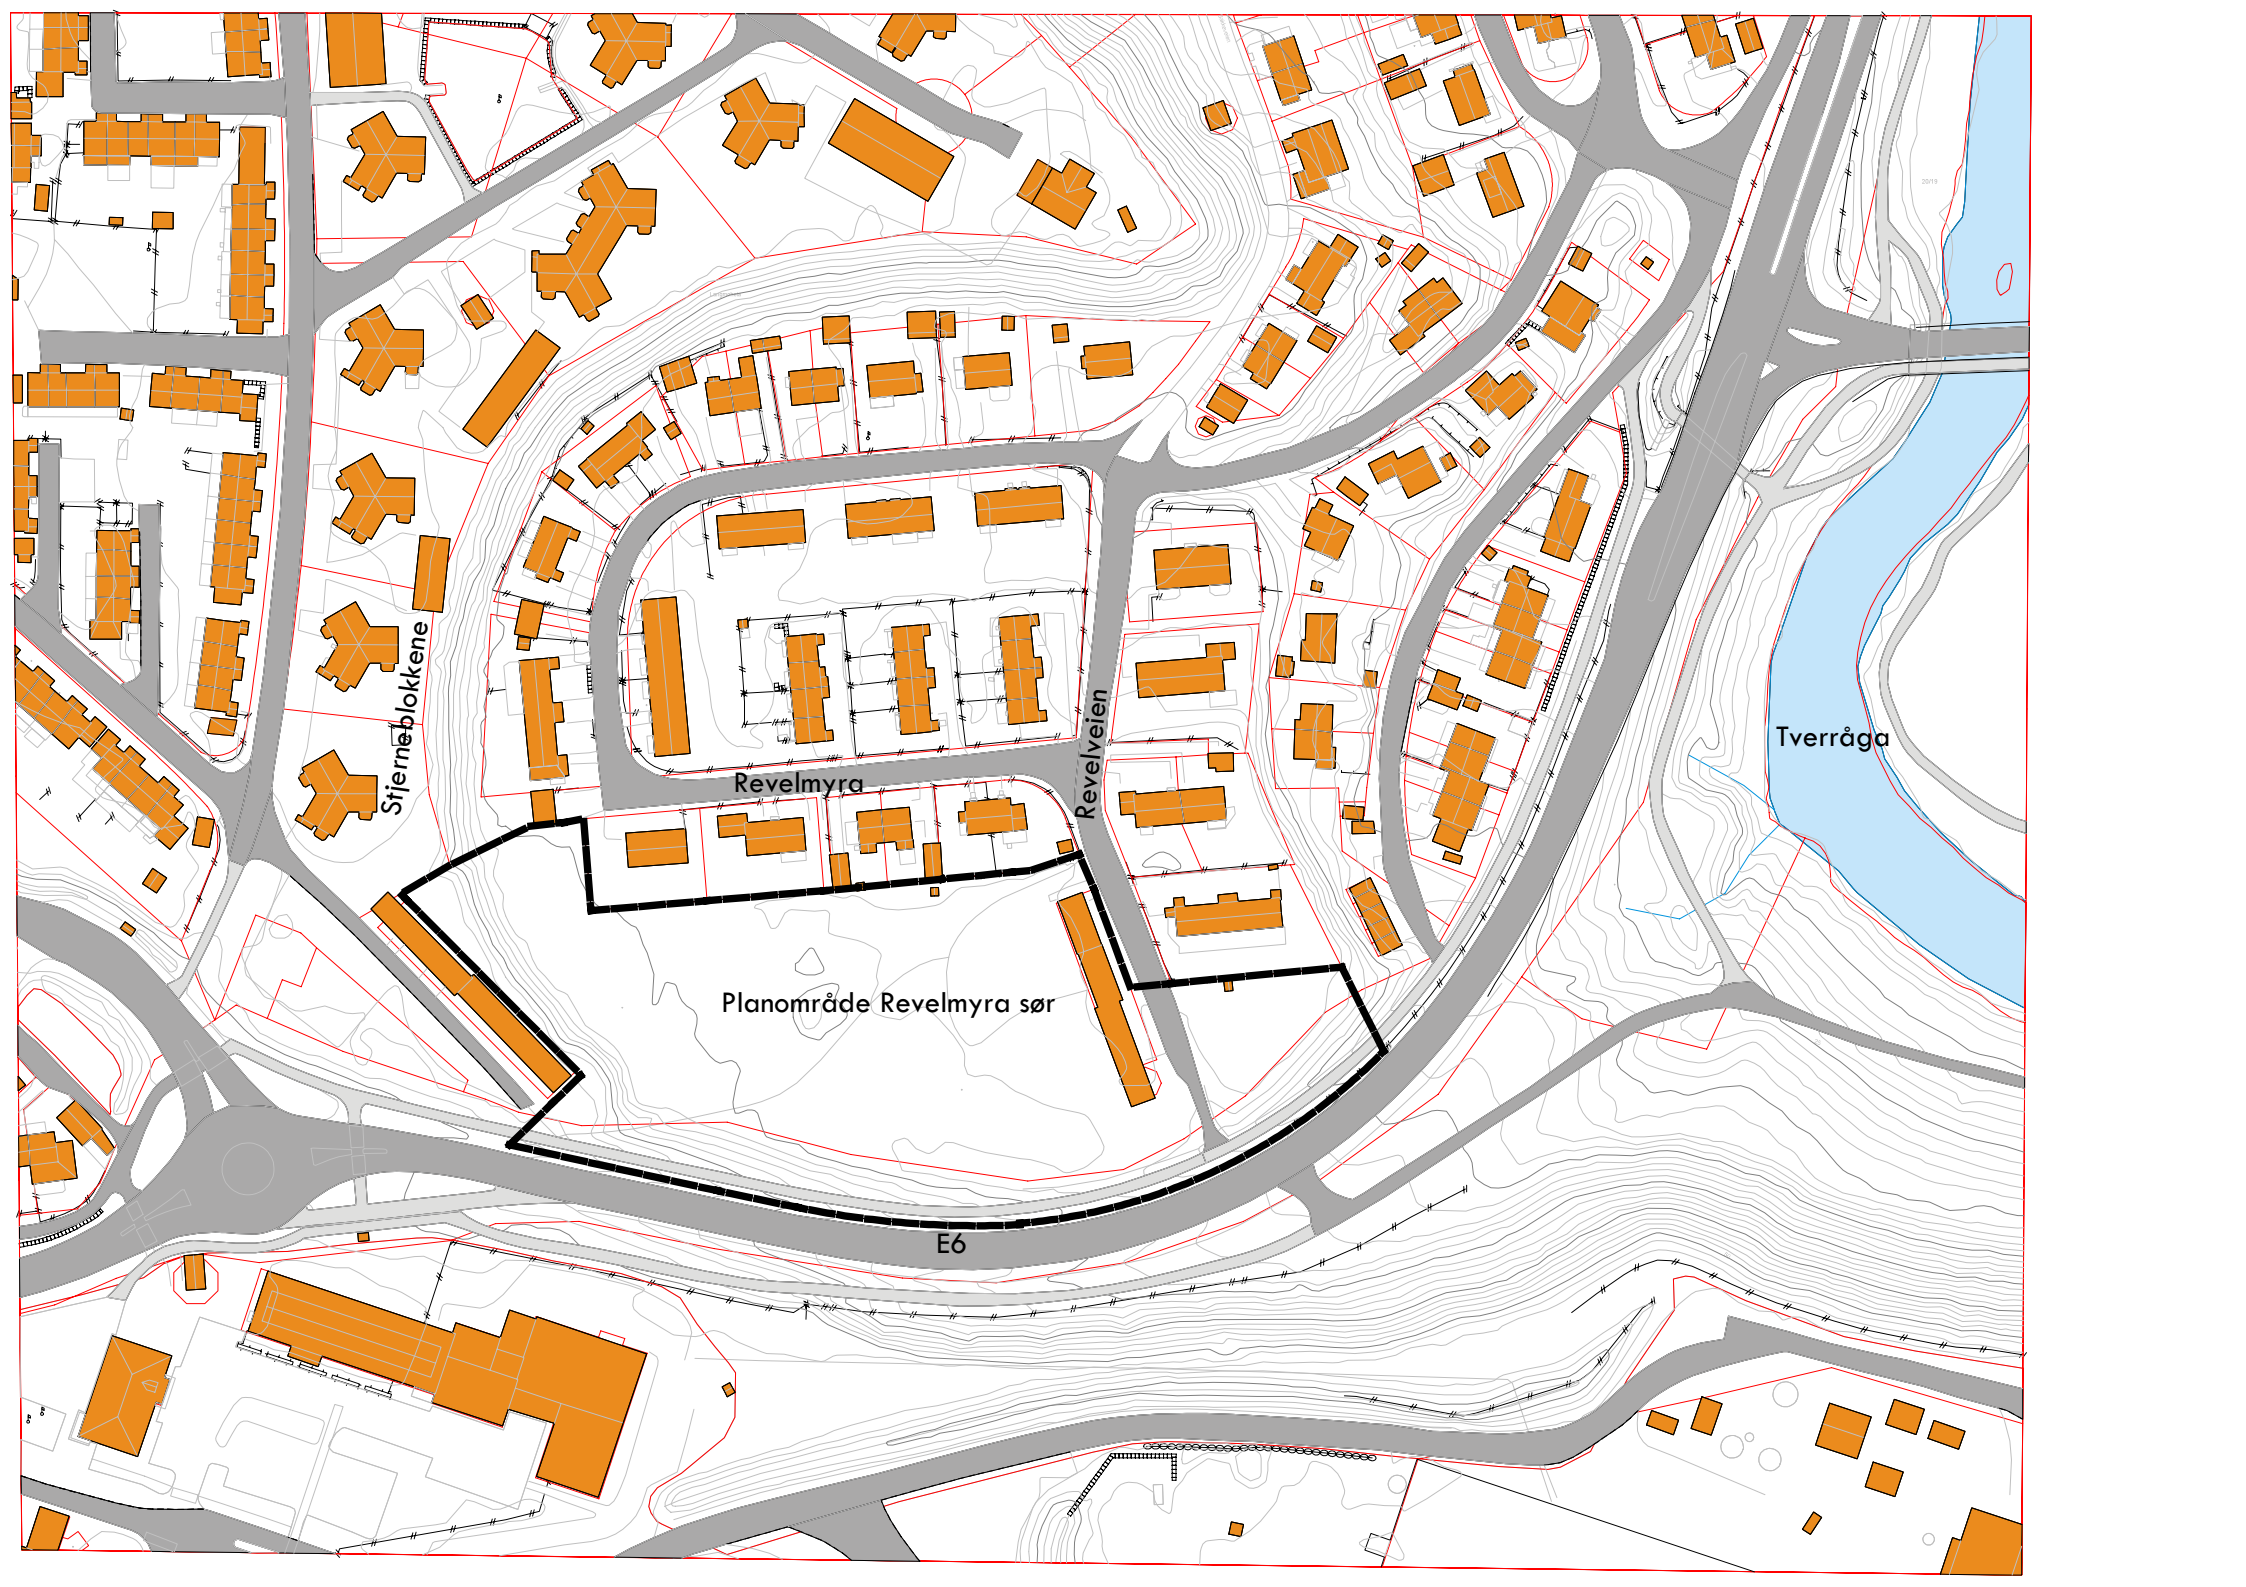 Stjerneblokkene
Revelmyra
Revelveien
Tverråga
Planområde Revelmyra sør
E6